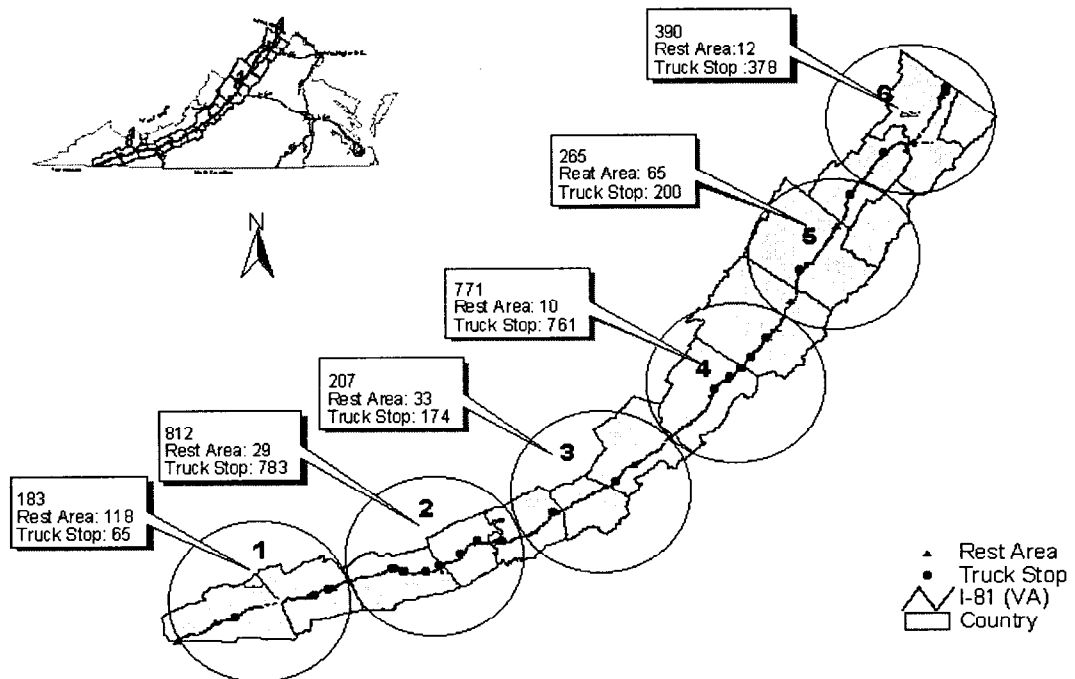 390
Rest Area:12
Truck Stop :378
6
265
Reat Area: 65
Truck Stop: 200
5
N
771
Rest Area: 10
Truck Stop: 761
4
207
Rest Area: 33
Truck Stop: 174
3
812
Rest Area: 29
Truck Stop: 783
2
183
Rest Area: 118
Truck Stop: 65
1
Rest Area
Truck Stop
I-81 (VA)
Country